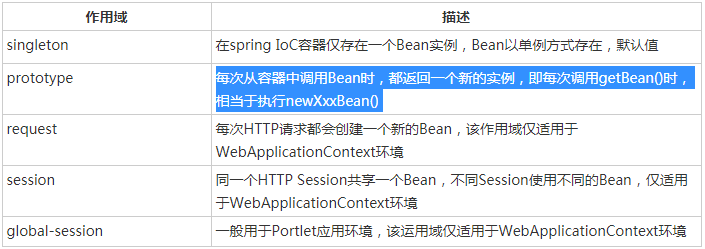 作用域 描述
singleton 在spring IoC容器仅存在一个Bean实例，Bean以单例方式存在，默认值
prototype 每次从容器中调用Bean时，都返回一个新的实例，即每次调用getBean()时，
相当于执行newXxxBean()
request 每次HTTP请求都会创建一个新的Bean，该作用域仅适用于
WebApplicationContext环境
session 同一个HTTP Session共享一个Bean，不同Session使用不同的Bean，仅适用
于WebApplicationContext环境
global-session 一般用于Portlet应用环境，该运用域仅适用于WebApplicationContext环境